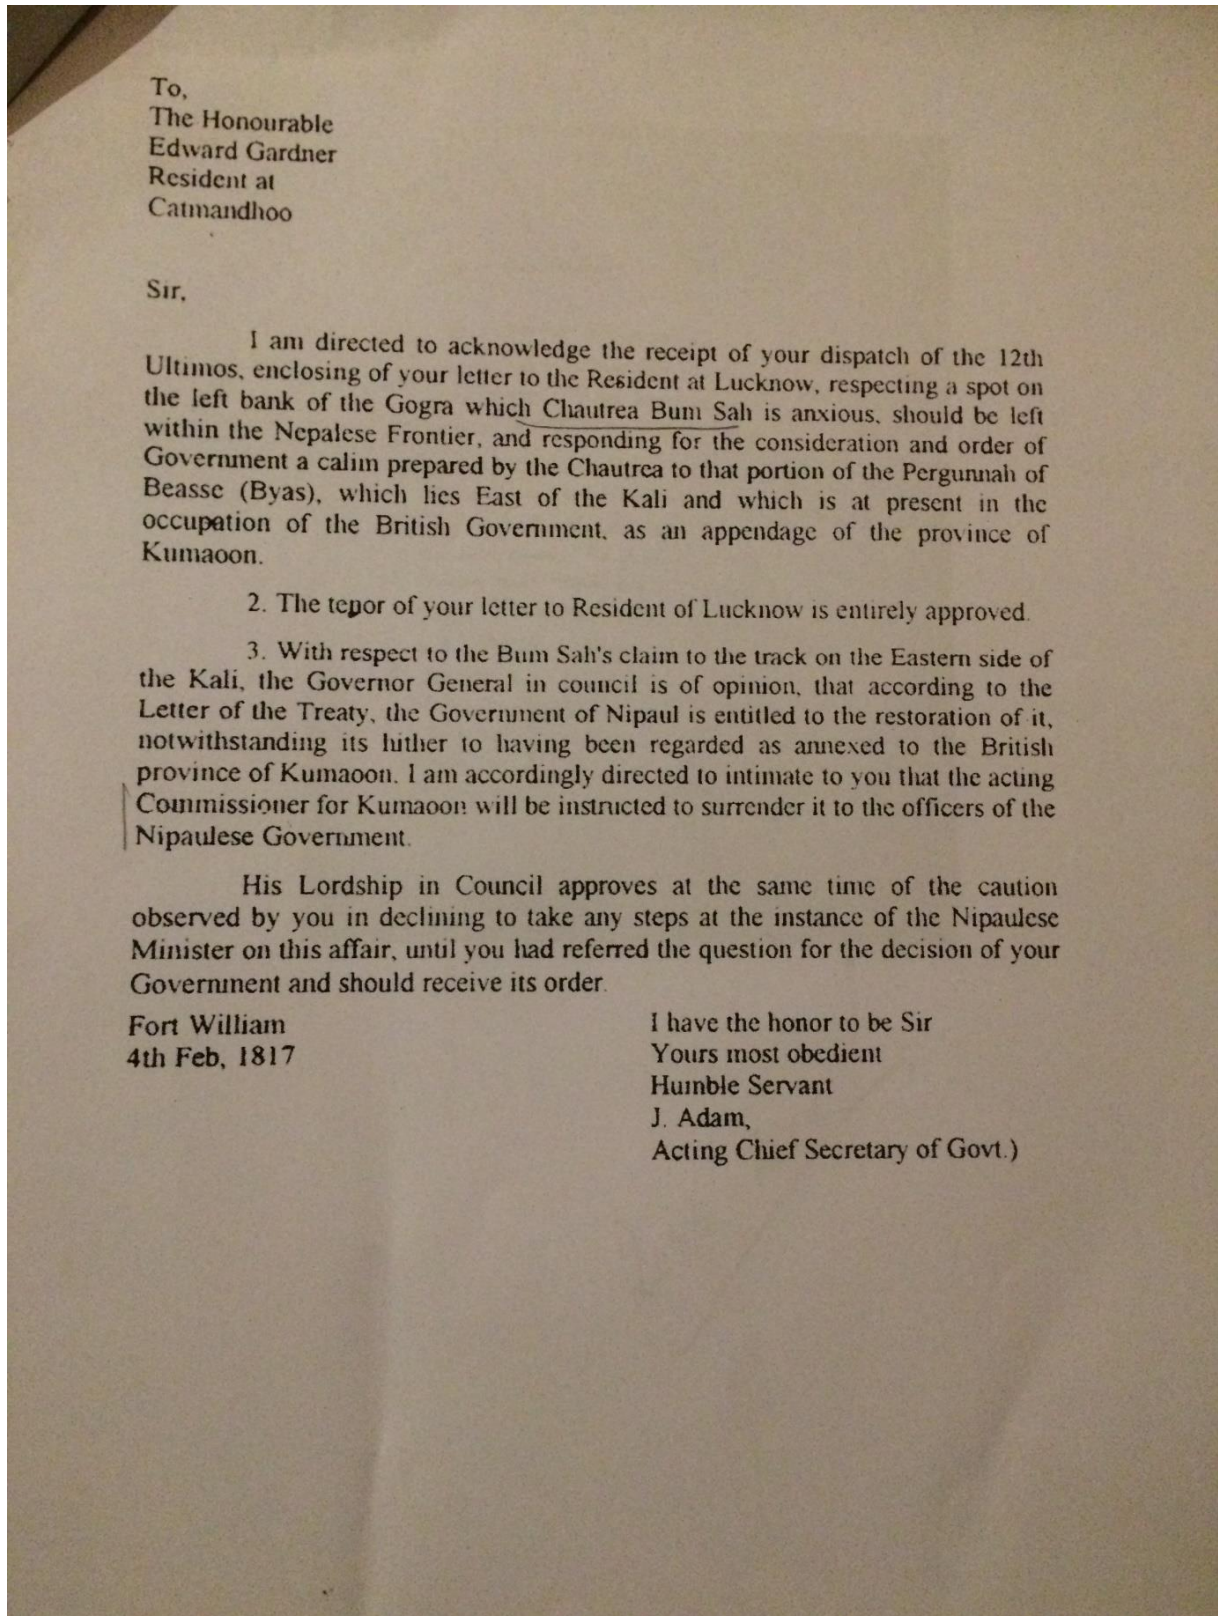 To,
The Honourable
Edward Gardner
Resident at
Catmandhoo
Sir,
I am directed to acknowledge the receipt of your dispatch of the 12th
Ultimos, enclosing of your letter to the Resident at Lucknow, respecting a spot on
the left bank of the Gogra which Chautrea Bum Sah is anxious, should be left
within the Nepalese Frontier, and responding for the consideration and order of
Government a calim prepared by the Chautrea to that portion of the Pergunnah of
Beasse (Byas), which lies East of the Kali and which is at present in the
occupation of the British Government, as an appendage of the province of
Kumaoon.
2. The tenor of your letter to Resident of Lucknow is entirely approved.
3. With respect to the Bum Sah's claim to the track on the Eastern side of
the Kali, the Governor General in council is of opinion, that according to the
Letter of the Treaty, the Government of Nipaul is entitled to the restoration of it,
notwithstanding its luther to having been regarded as annexed to the British
province of Kumaoon. I am accordingly directed to intimate to you that the acting
Commissioner for Kumaoon will be instructed to surrender it to the officers of the
Nipaulese Government.
His Lordship in Council approves at the same time of the caution
observed by you in declining to take any steps at the instance of the Nipaulese
Minister on this affair, until you had referred the question for the decision of your
Government and should receive its order.
Fort William
4th Feb, 1817
I have the honor to be Sir
Yours most obedient
Humble Servant
J. Adam,
Acting Chief Secretary of Govt.)